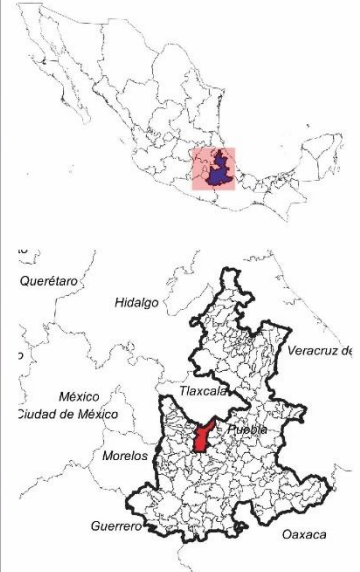 Querétaro
Hidalgo
Veracruz de
Tlaxcala
México
Ciudad de México
Puebla
Morelos
Guerrero
Oaxaca